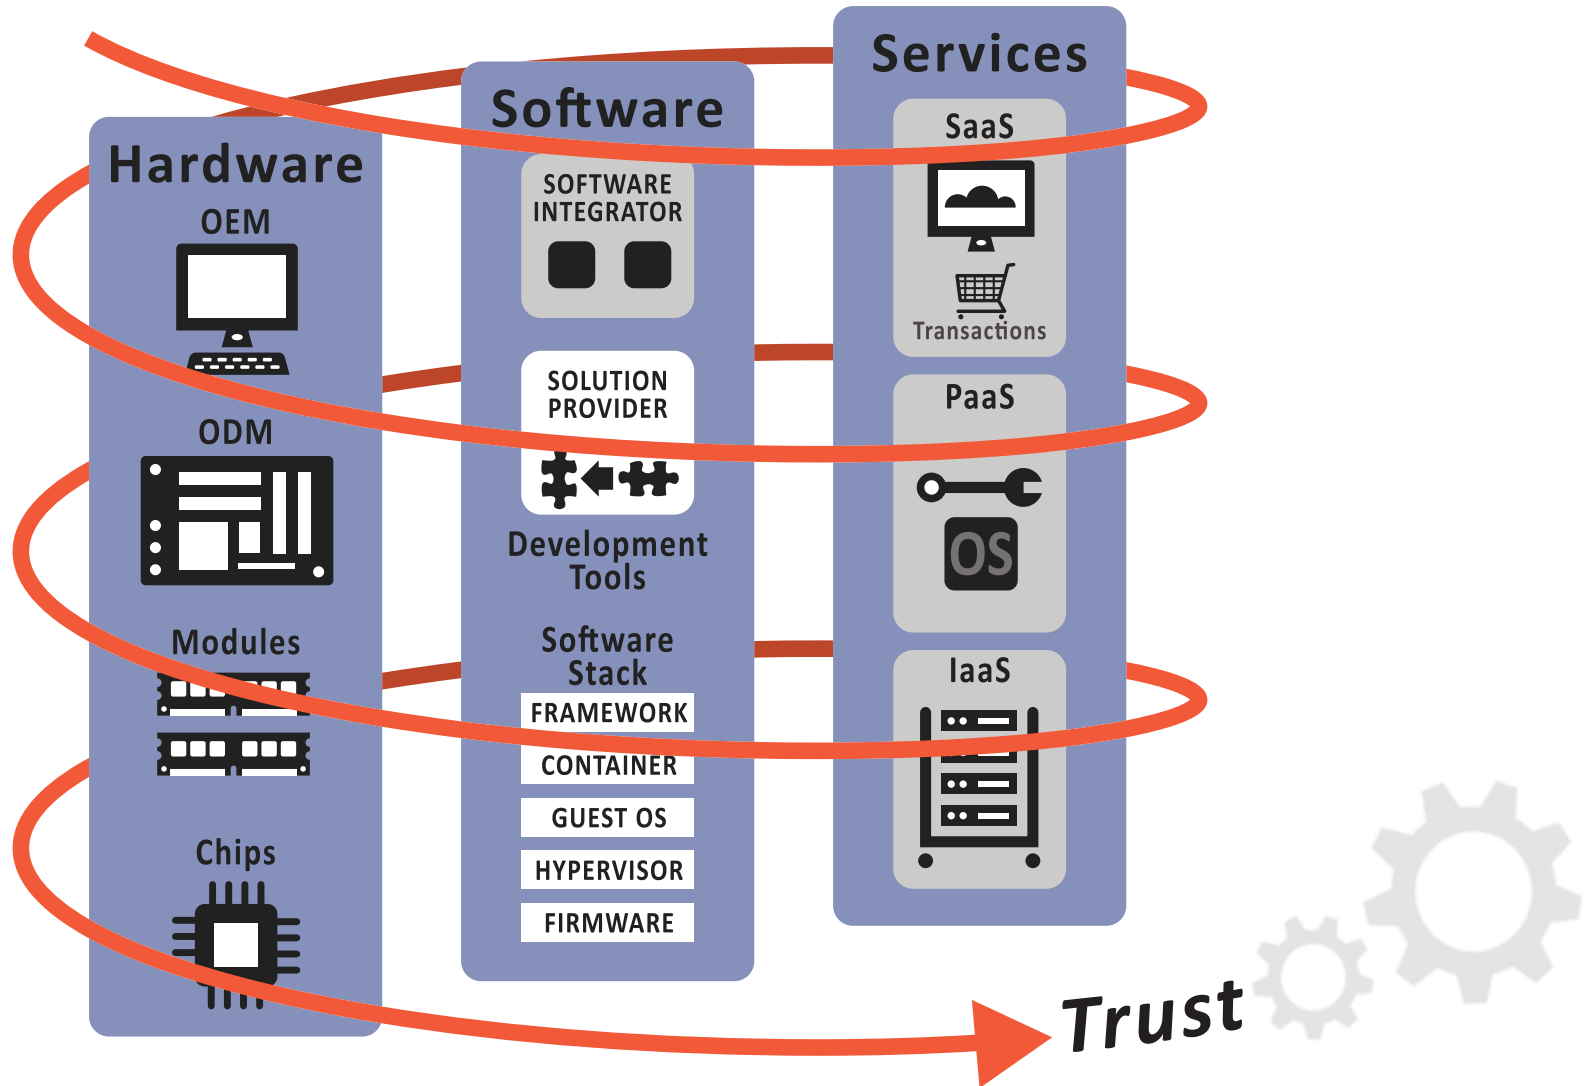 Hardware
OEM
ODM
Modules
Chips
Software
SOFTWARE
INTEGRATOR
SOLUTION
PROVIDER
Development
Tools
Software
Stack
FRAMEWORK
CONTAINER
GUEST OS
HYPERVISOR
FIRMWARE
Services
SaaS
Transactions
PaaS
OS
IaaS
Trust